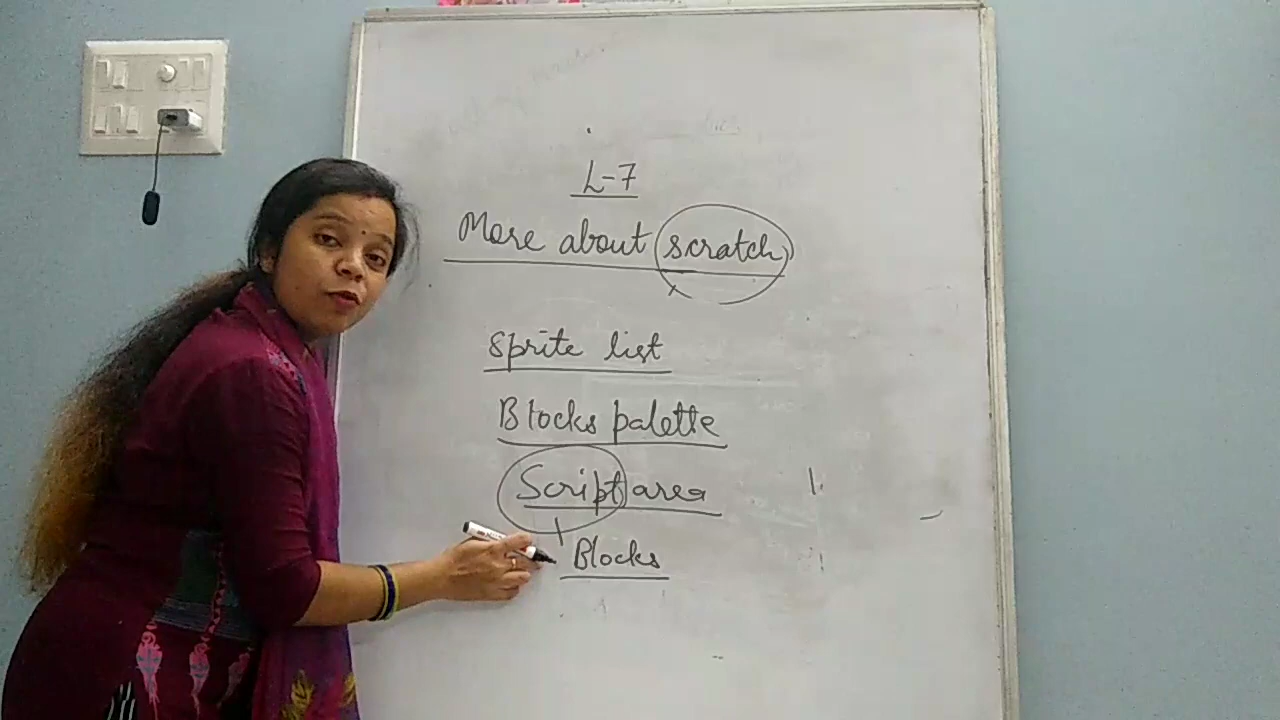 L-7
More about scratch
Sprite list
Blocks palette
Script area
Blocks